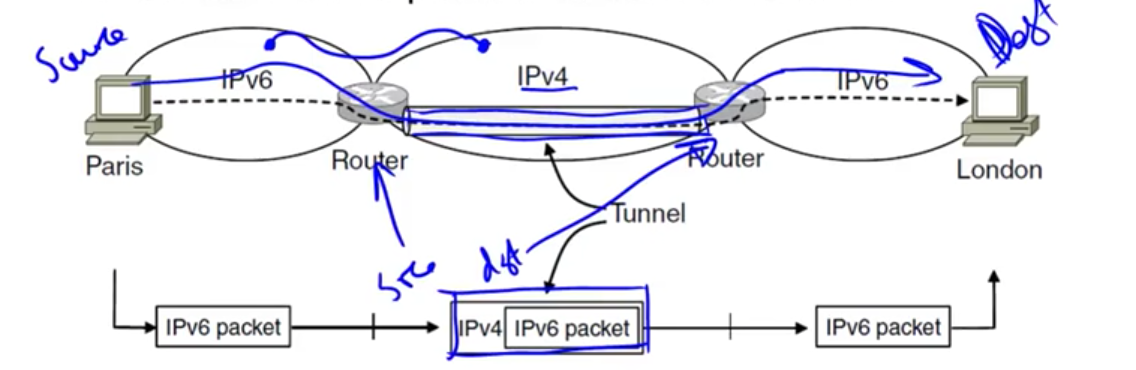 Source
Dest
IPv6
IPv4
IPv6
Paris
Router
Router
London
Tunnel
Src
dst
IPv6 packet
IPv4 IPv6 packet
IPv6 packet